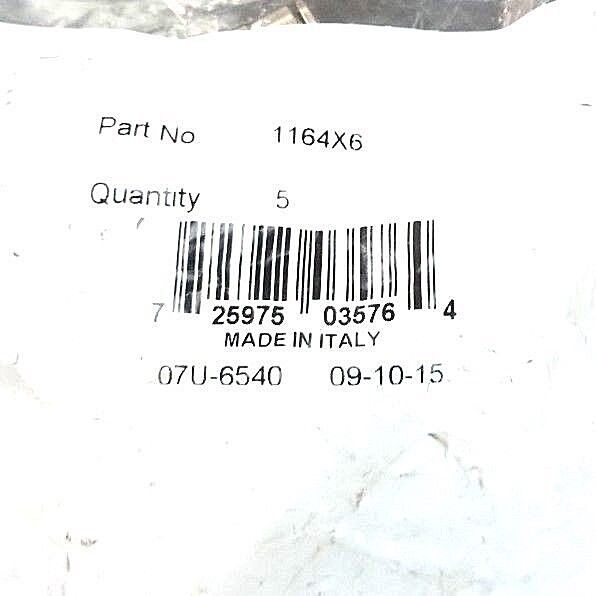 Part No 1164X6
Quantity 5
7 25975 03576 4
MADE IN ITALY
07U-6540 09-10-15